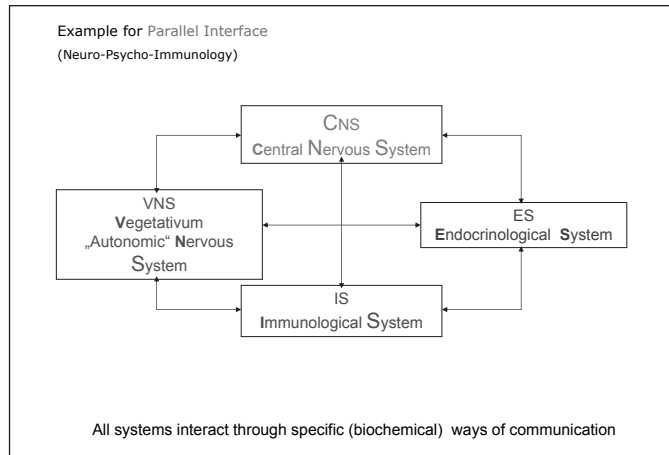 Example for Parallel Interface
(Neuro-Psycho-Immunology)
CNS
Central Nervous System
VNS
Vegetativum
„Autonomic“ Nervous
System
ES
Endocrinological System
IS
Immunological System
All systems interact through specific (biochemical) ways of communication